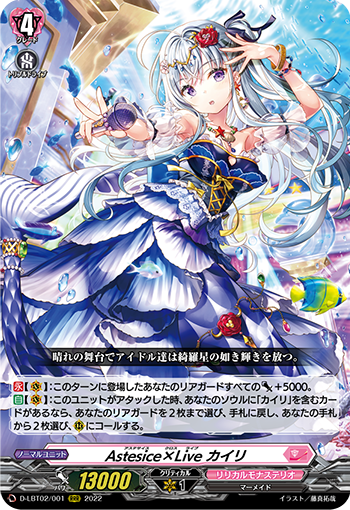 4
グレード
トリプルドライブ
晴れの舞台でアイドル達は綺羅星の如き輝きを放つ。
永【】:このターンに登場したあなたのリアガードすべての+5000。
自【】:このユニットがアタックした時、あなたのソウルに「カイリ」を含むカードがあるなら、あなたのリアガードを2枚まで選び、手札に戻し、あなたの手札から2枚選び、にコールする。
ノーマルユニット
アステサイス クロス ライブ
Astesice×Live カイリ
リリカルモナステリオ
パワー 13000
クリティカル
1
マーメイド
D-LBT02/001 RRR 2022
イラスト/藤真拓哉